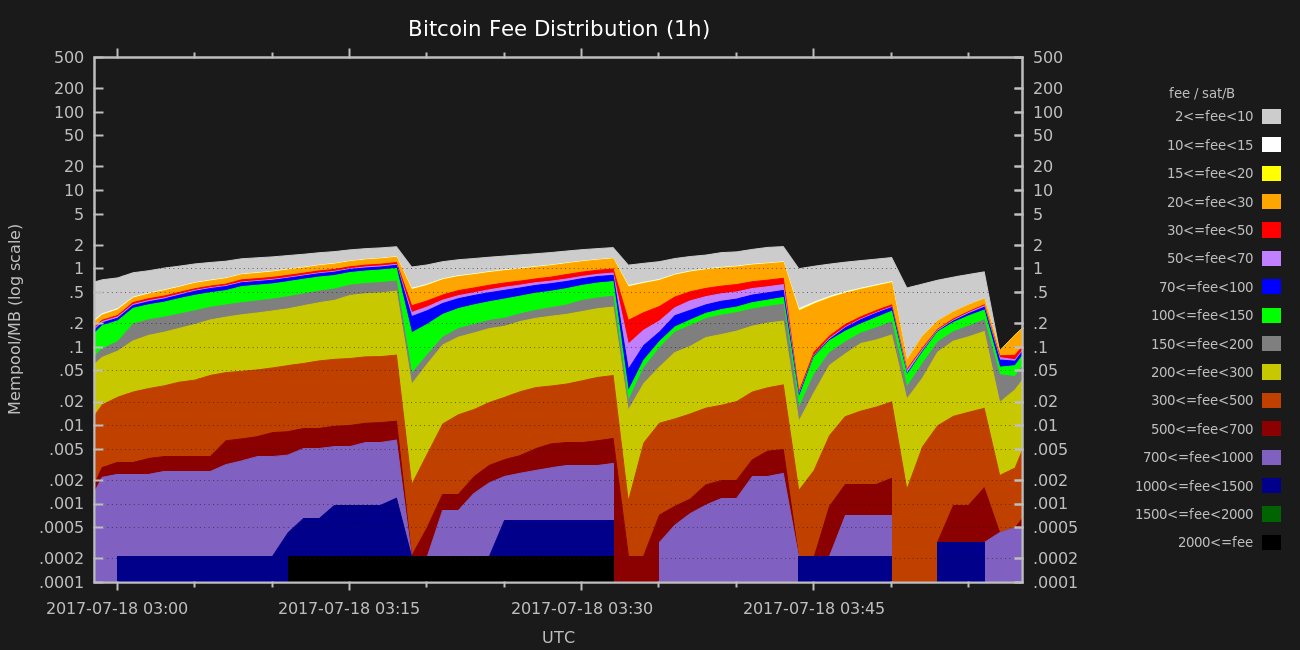 Bitcoin Fee Distribution (1h)
Mempool/MB (log scale)
500
200
100
50
20
10
5
2
1
.5
.2
.1
.05
.02
.01
.005
.002
.001
.0005
.0002
.0001
500
200
100
50
20
10
5
2
1
.5
.2
.1
.05
.02
.01
.005
.002
.001
.0005
.0002
.0001
2017-07-18 03:00
2017-07-18 03:15
2017-07-18 03:30
2017-07-18 03:45
UTC
fee / sat/B
2<=fee<10
10<=fee<15
15<=fee<20
20<=fee<30
30<=fee<50
50<=fee<70
70<=fee<100
100<=fee<150
150<=fee<200
200<=fee<300
300<=fee<500
500<=fee<700
700<=fee<1000
1000<=fee<1500
1500<=fee<2000
2000<=fee